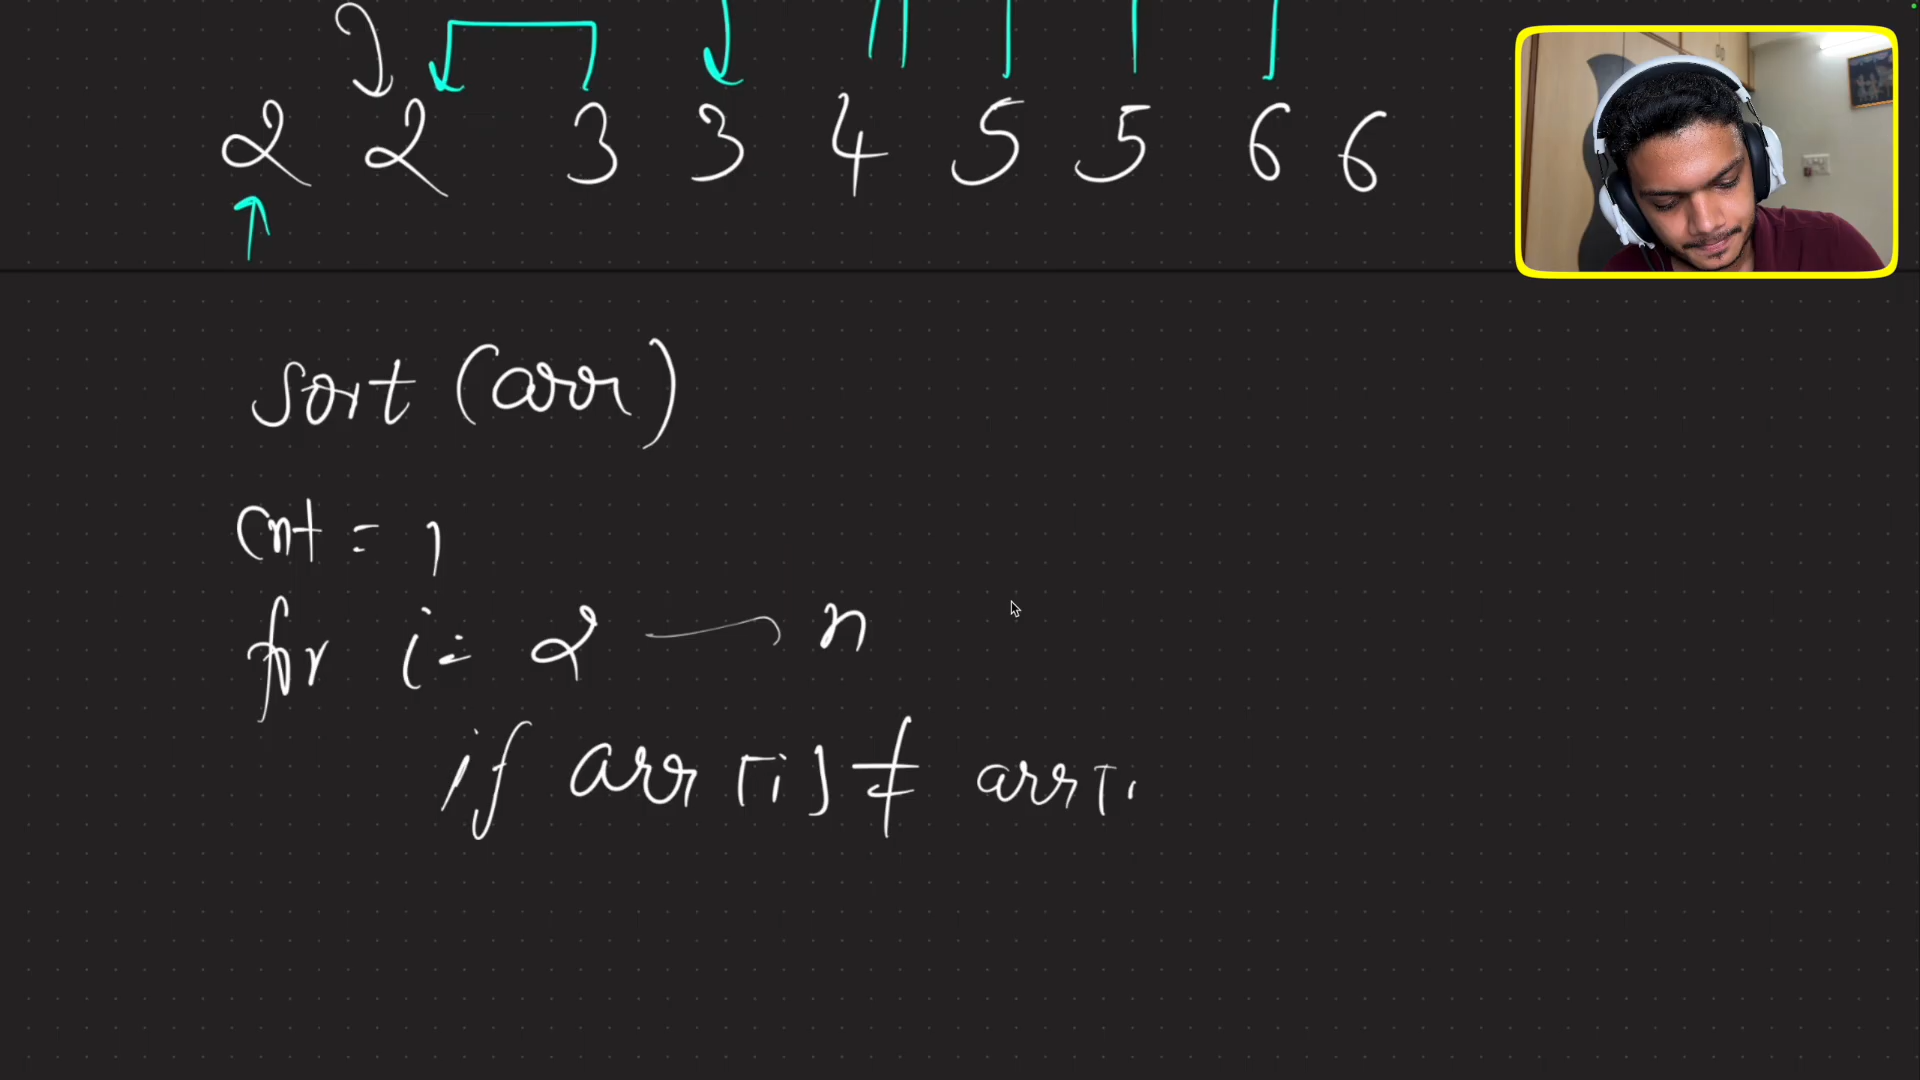 2 2 3 3 4 5 5 6 6
sort (arr)
cnt = 1
for i = 2 — n
if arr [i] ≠ arr[i